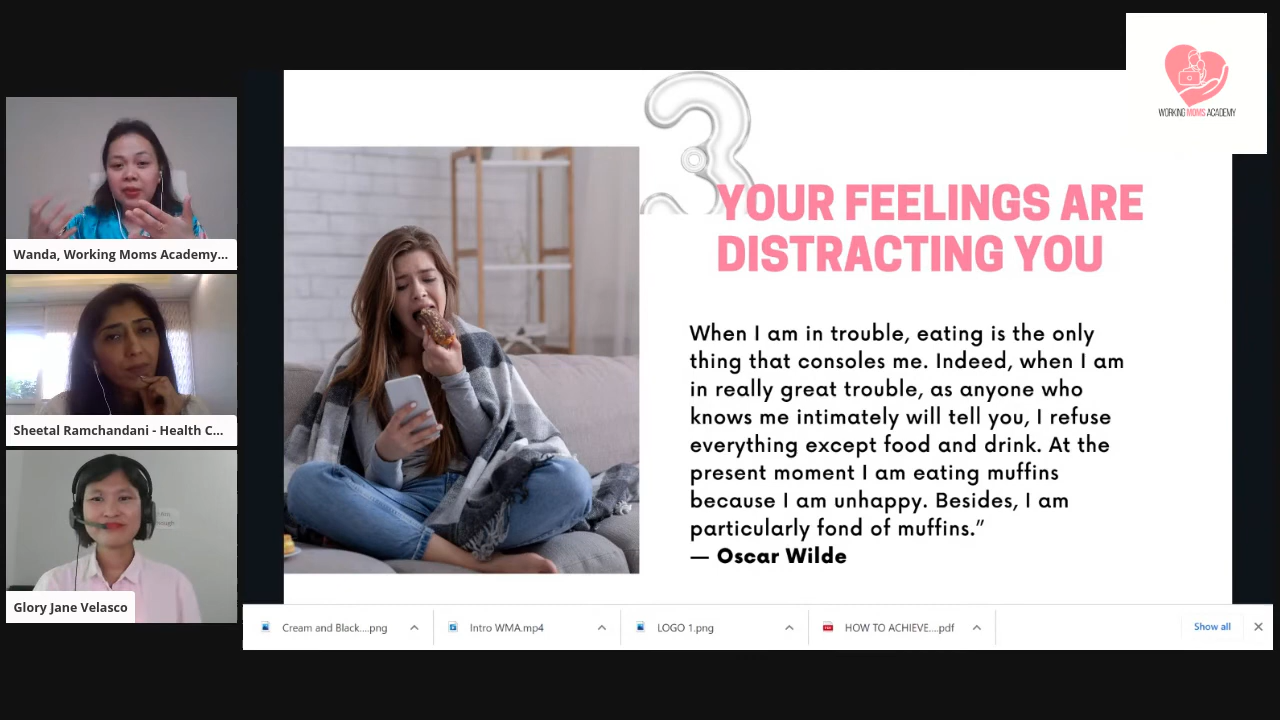 WORKING MOMS ACADEMY
3
YOUR FEELINGS ARE
DISTRACTING YOU
Wanda, Working Moms Academy...
Sheetal Ramchandani - Health C...
Glory Jane Velasco
When I am in trouble, eating is the only
thing that consoles me. Indeed, when I am
in really great trouble, as anyone who
knows me intimately will tell you, I refuse
everything except food and drink. At the
present moment I am eating muffins
because I am unhappy. Besides, I am
particularly fond of muffins.”
— Oscar Wilde
Cream and Black....png
Intro WMA.mp4
LOGO 1.png
HOW TO ACHIEVE....pdf
Show all